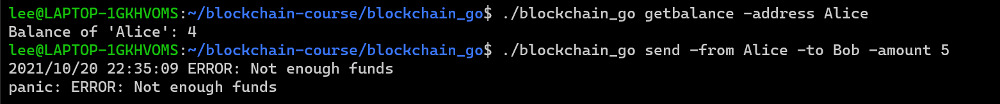 lee@LAPTOP-1GKHVOMS:~/blockchain-course/blockchain_go$ ./blockchain_go getbalance -address Alice
Balance of 'Alice': 4
lee@LAPTOP-1GKHVOMS:~/blockchain-course/blockchain_go$ ./blockchain_go send -from Alice -to Bob -amount 5
2021/10/20 22:35:09 ERROR: Not enough funds
panic: ERROR: Not enough funds